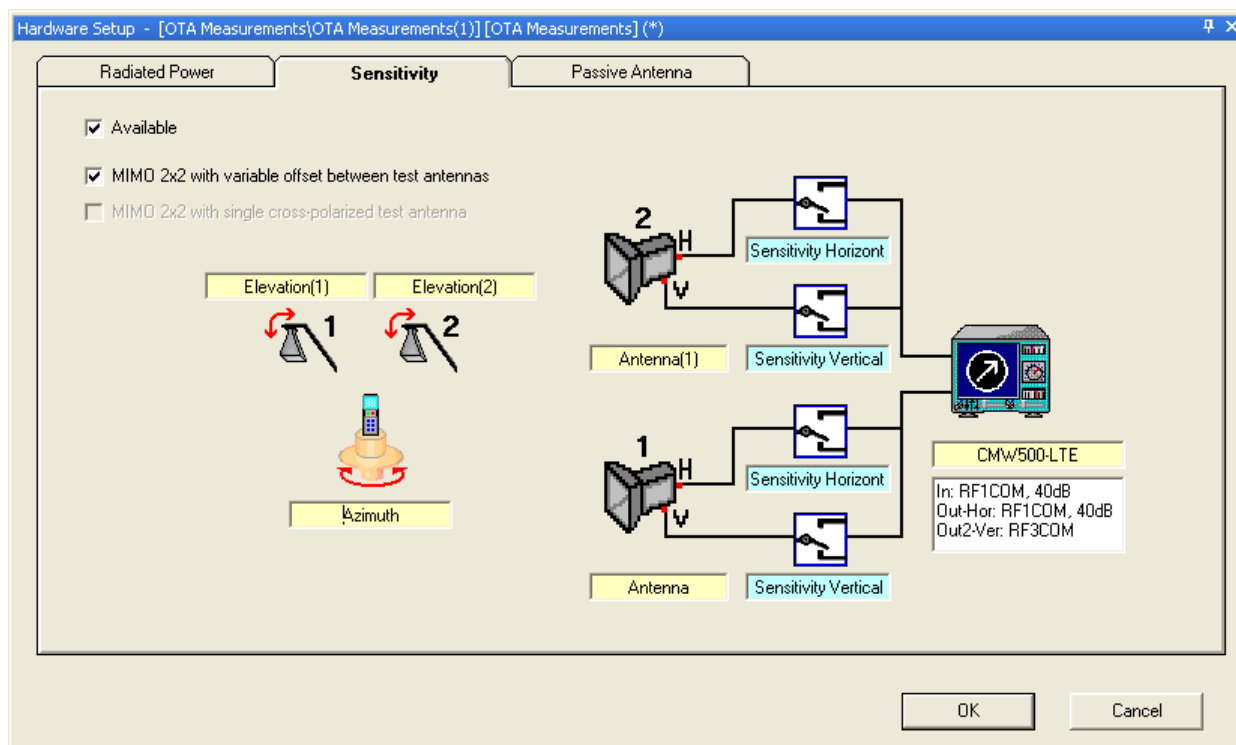 Hardware Setup - [OTA Measurements\OTA Measurements(1)] [OTA Measurements] (*)
Radiated Power
Sensitivity
Passive Antenna
Available
MIMO 2x2 with variable offset between test antennas
MIMO 2x2 with single cross-polarized test antenna
Elevation(1)
Elevation(2)
1
2
Azimuth
2
H
V
Sensitivity Horizont
Antenna(1)
Sensitivity Vertical
1
H
V
Sensitivity Horizont
Antenna
Sensitivity Vertical
CMW500-LTE
In: RF1COM, 40dB
Out-Hor: RF1COM, 40dB
Out2-Ver: RF3COM
OK
Cancel